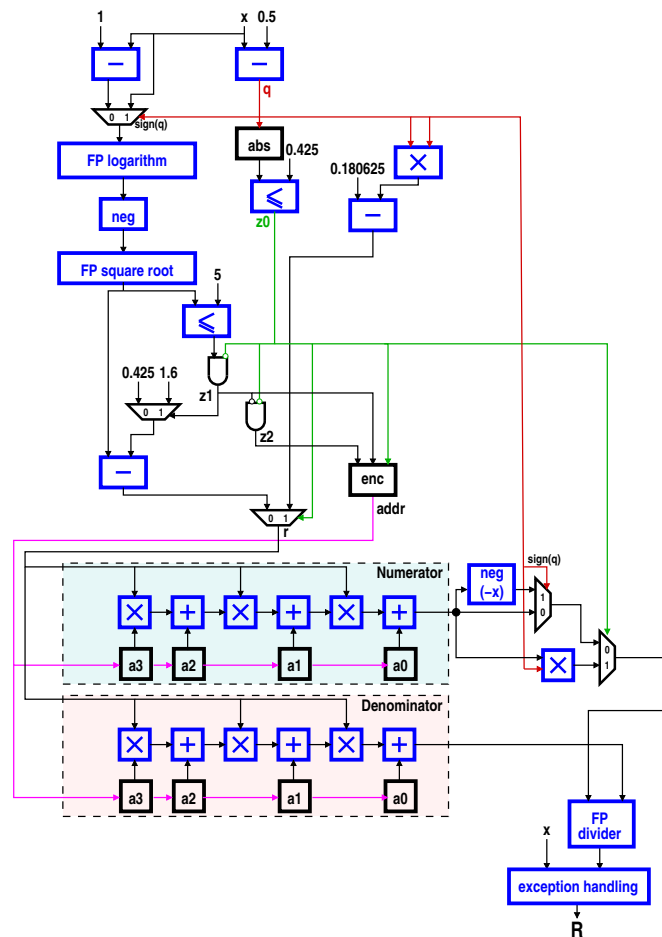 1
x
0.5
−
−
q
0 1
sign(q)
abs
0.425
×
FP logarithm
0.180625
⩽
−
neg
z0
FP square root
5
⩽
0.425 1.6
z1
0 1
z2
−
enc
addr
0 1
r
Numerator
sign(q)
neg
(−x)
1
0
× + × + × +
0
1
×
a3 a2 a1 a0
Denominator
× + × + × +
a3 a2 a1 a0
FP
divider
x
exception handling
R